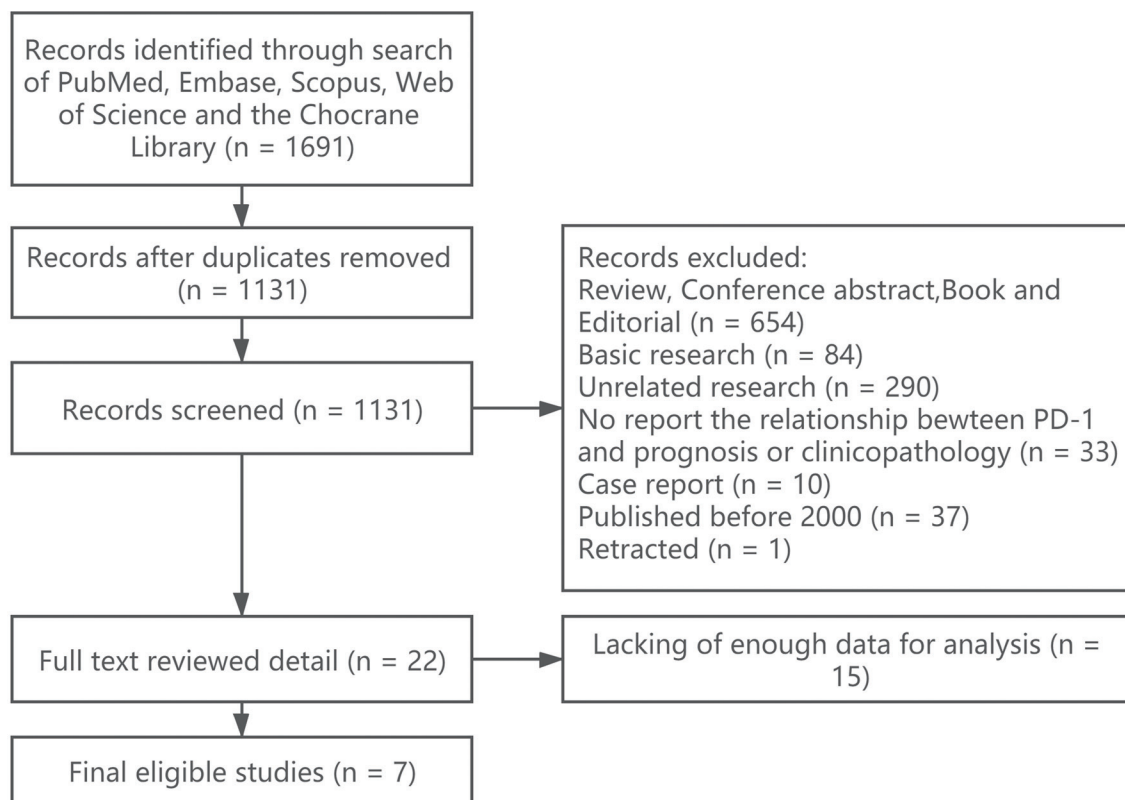 Records identified through search
of PubMed, Embase, Scopus, Web
of Science and the Chocrane
Library (n = 1691)
Records after duplicates removed
(n = 1131)
Records screened (n = 1131)
Records excluded:
Review, Conference abstract,Book and
Editorial (n = 654)
Basic research (n = 84)
Unrelated research (n = 290)
No report the relationship bewteen PD-1
and prognosis or clinicopathology (n = 33)
Case report (n = 10)
Published before 2000 (n = 37)
Retracted (n = 1)
Full text reviewed detail (n = 22)
Lacking of enough data for analysis (n =
15)
Final eligible studies (n = 7)